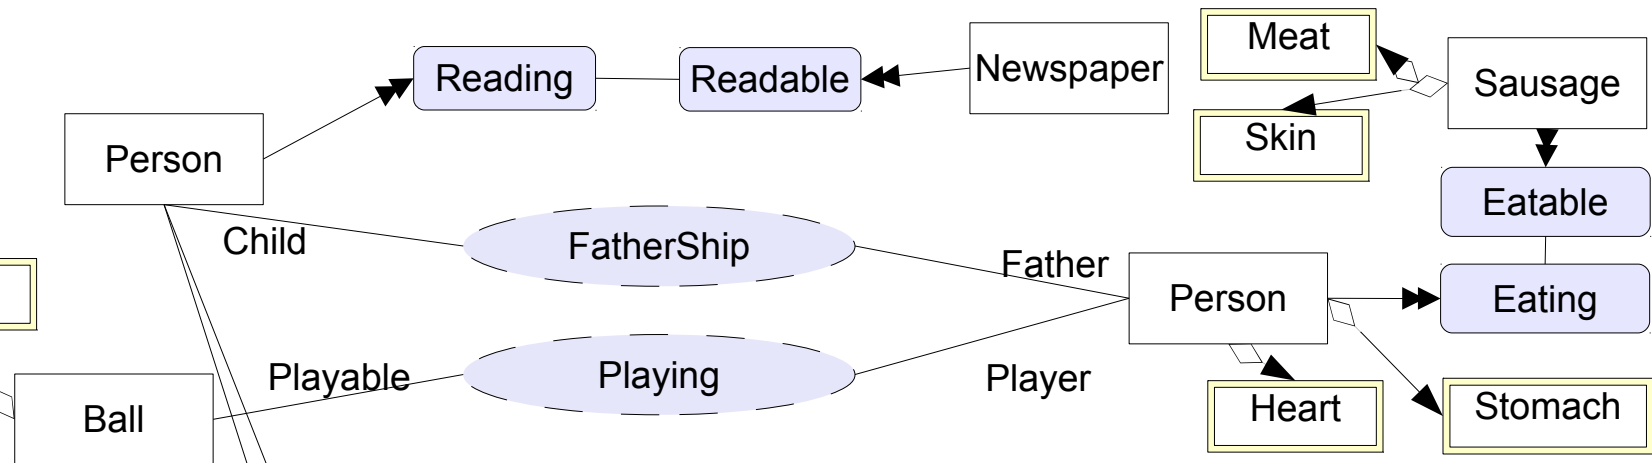 Meat
Reading
Readable
Newspaper
Sausage
Skin
Person
Eatable
Child
FatherShip
Father
Person
Eating
Playable
Playing
Player
Ball
Heart
Stomach